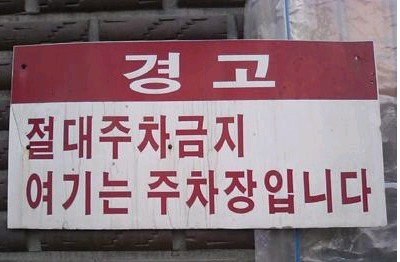 경고
절대주차금지
여기는 주차장입니다